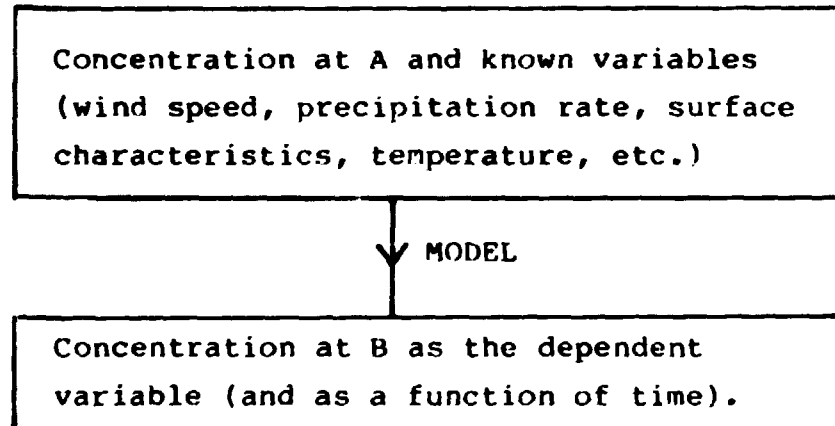 Concentration at A and known variables
(wind speed, precipitation rate, surface
characteristics, temperature, etc.)
MODEL
Concentration at B as the dependent
variable (and as a function of time).